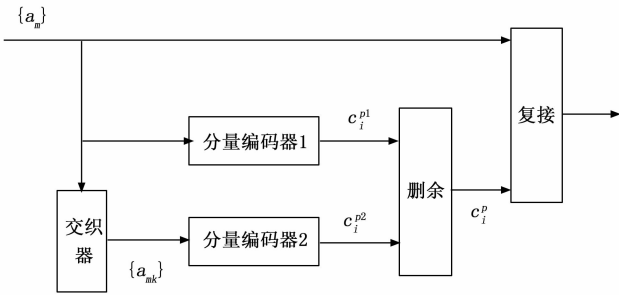 {a_m}
复接
分量编码器1
c_i^{p1}
删余
c_i^p
交织器
{a_{mk}}
分量编码器2
c_i^{p2}